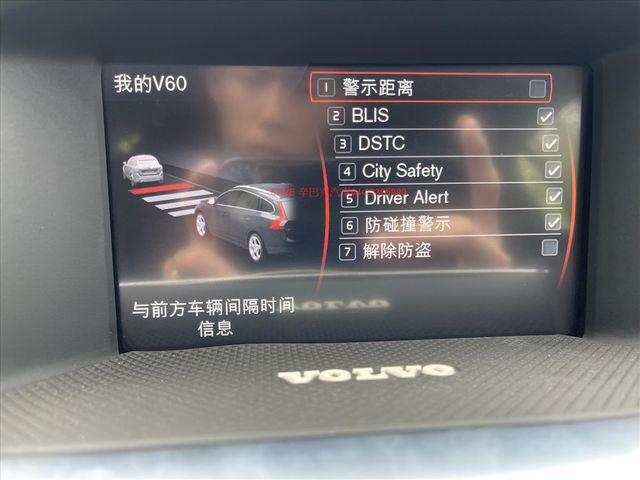 我的V60
1 警示距离
2 BLIS
3 DSTC
4 City Safety
5 Driver Alert
6 防碰撞警示
7 解除防盗
与前方车辆间隔时间
信息
VOLVO